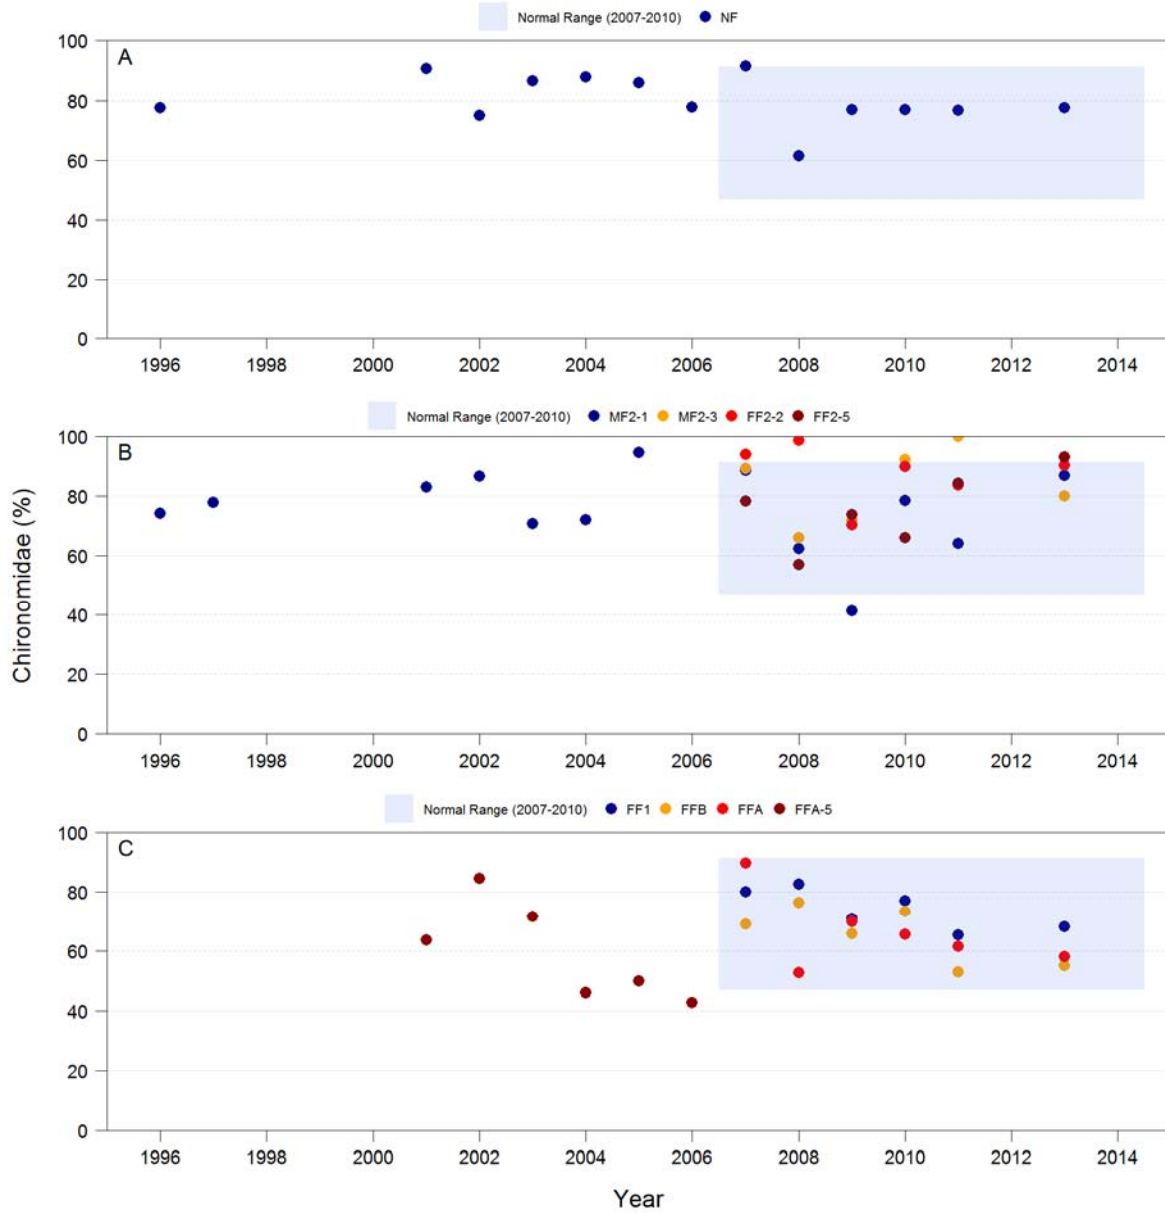 Normal Range (2007-2010) NF
A
100
80
60
40
20
0
1996 1998 2000 2002 2004 2006 2008 2010 2012 2014
Normal Range (2007-2010) MF2-1 MF2-3 FF2-2 FF2-5
B
100
80
60
40
20
0
1996 1998 2000 2002 2004 2006 2008 2010 2012 2014
Chironomidae (%)
Normal Range (2007-2010) FF1 FFB FFA FFA-5
C
100
80
60
40
20
0
1996 1998 2000 2002 2004 2006 2008 2010 2012 2014
Year